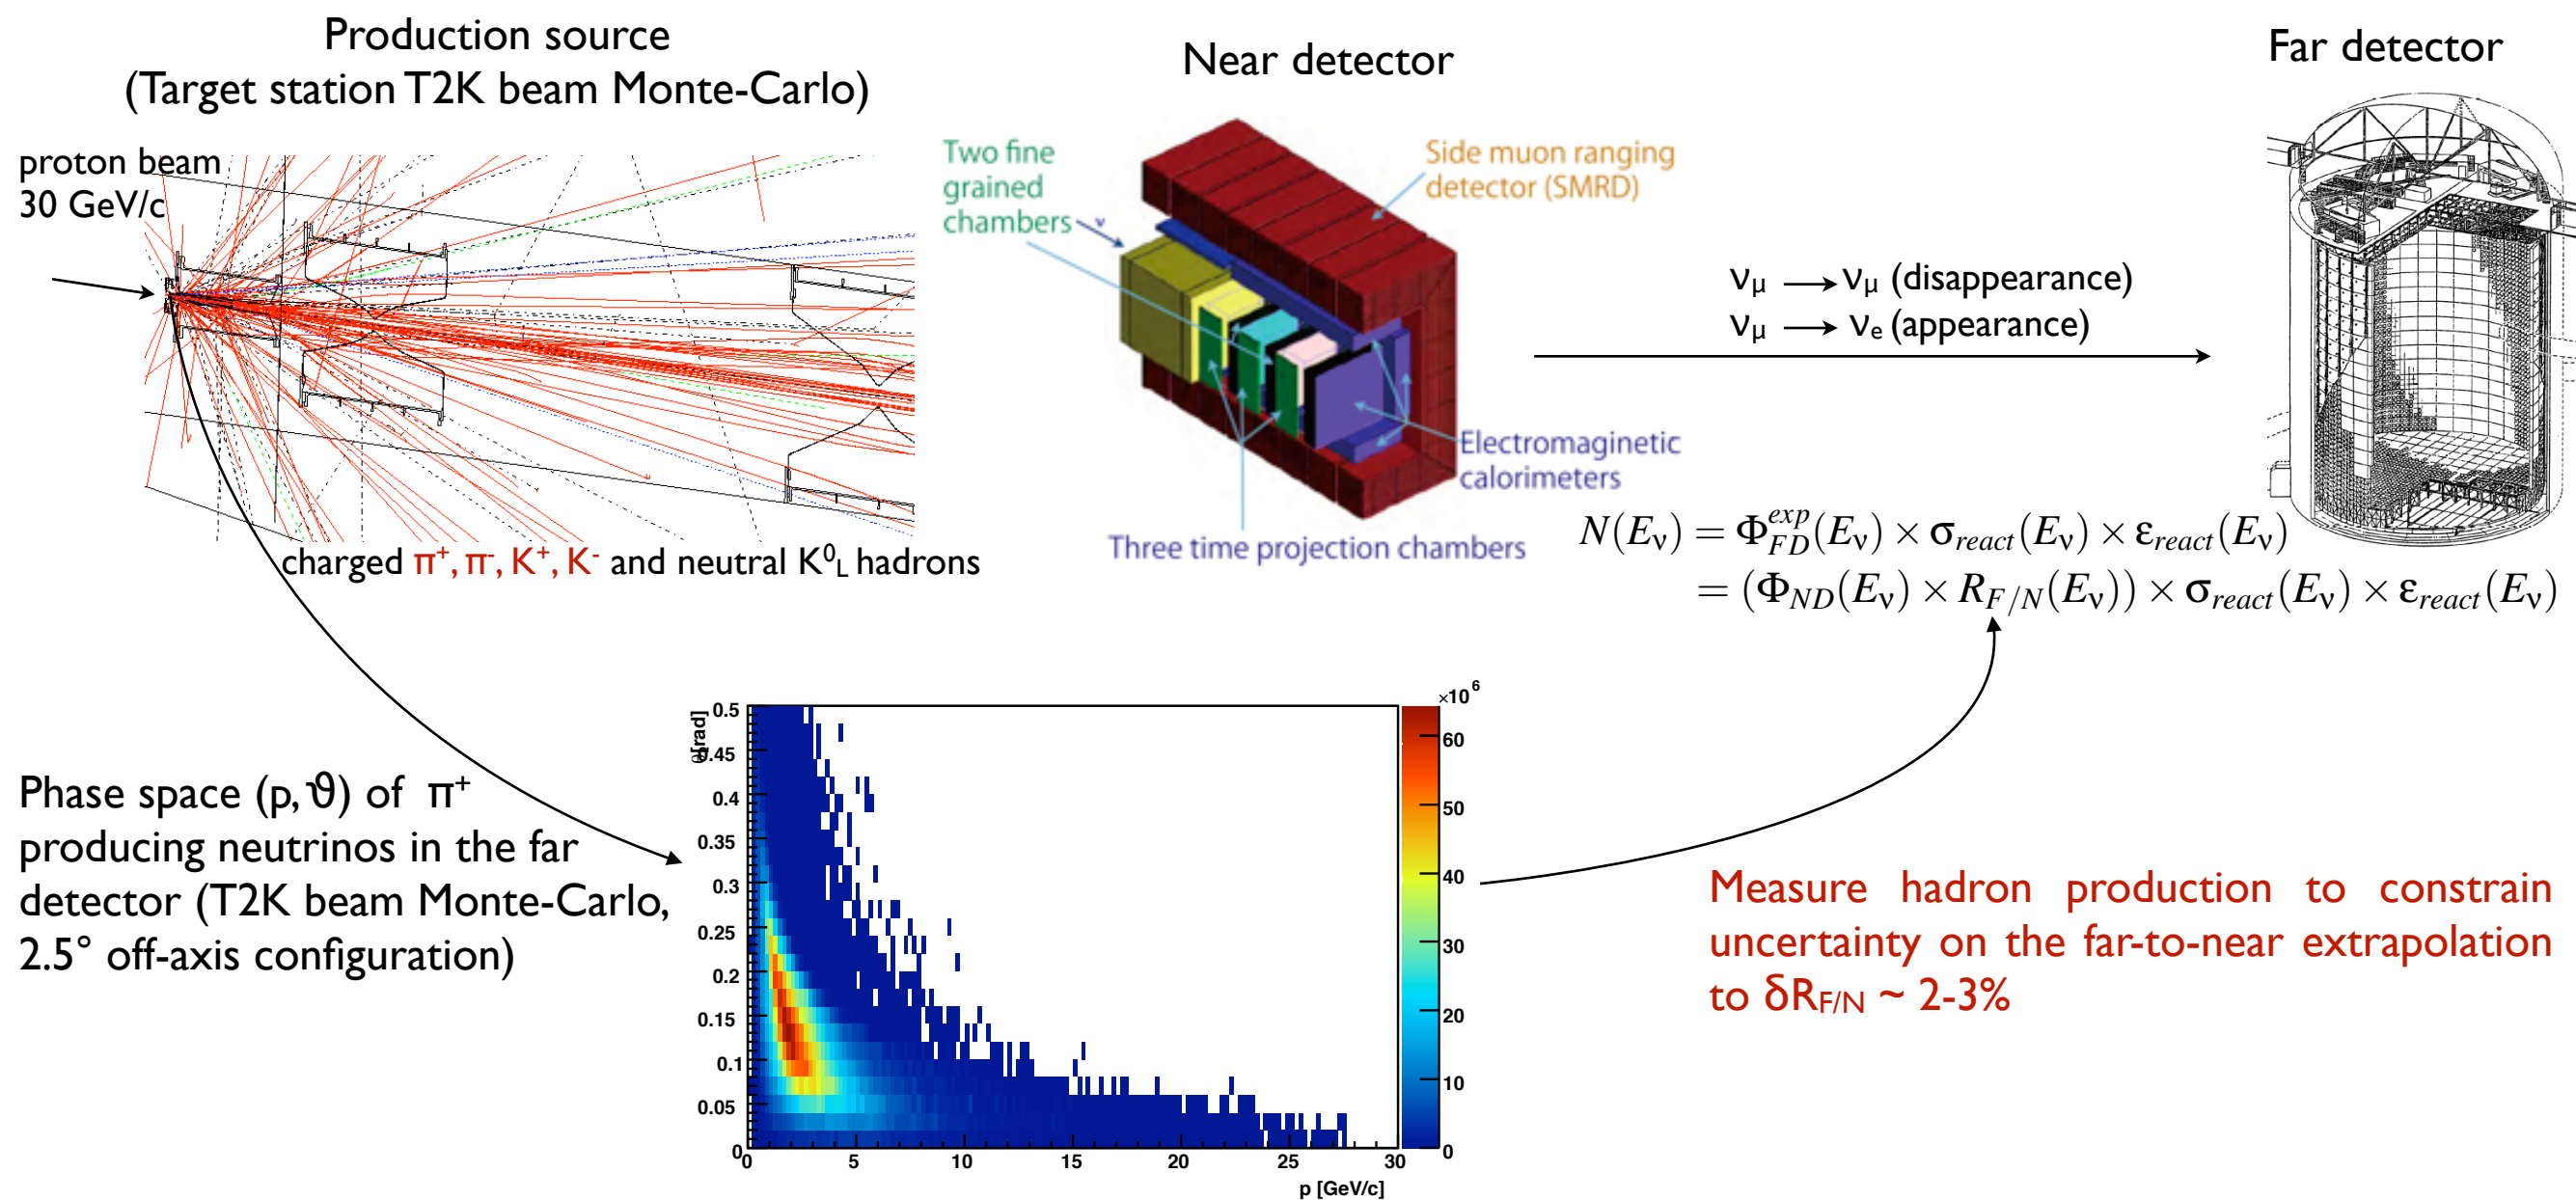 Production source
(Target station T2K beam Monte-Carlo)
proton beam
30 GeV/c
charged π⁺, π⁻, K⁺, K⁻ and neutral K⁰L hadrons
Near detector
Two fine
grained
chambers
ν
Side muon ranging
detector (SMRD)
Electromaginetic
calorimeters
Three time projection chambers
νμ → νμ (disappearance)
νμ → νe (appearance)
Far detector
N(Eν) = Φ^exp_FD(Eν) × σreact(Eν) × εreact(Eν)
= (ΦND(Eν) × R_F/N(Eν)) × σreact(Eν) × εreact(Eν)
Phase space (p, ϑ) of π⁺
producing neutrinos in the far
detector (T2K beam Monte-Carlo,
2.5° off-axis configuration)
θ[rad]
0.5
0.45
0.4
0.35
0.3
0.25
0.2
0.15
0.1
0.05
0
0 5 10 15 20 25 30
p [GeV/c]
×10⁶
60
50
40
30
20
10
0
Measure hadron production to constrain
uncertainty on the far-to-near extrapolation
to δR_F/N ~ 2-3%